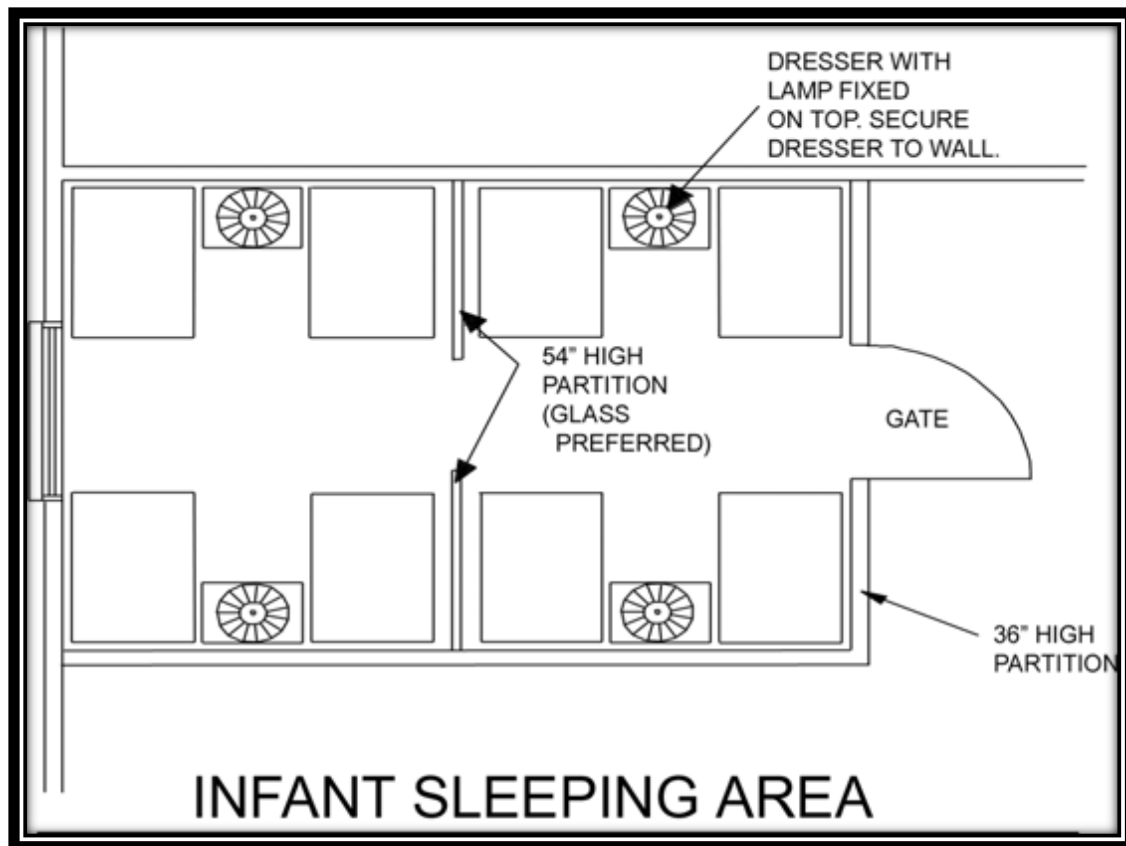 DRESSER WITH
LAMP FIXED
ON TOP. SECURE
DRESSER TO WALL.
54" HIGH
PARTITION
(GLASS
PREFERRED)
GATE
36" HIGH
PARTITION
INFANT SLEEPING AREA